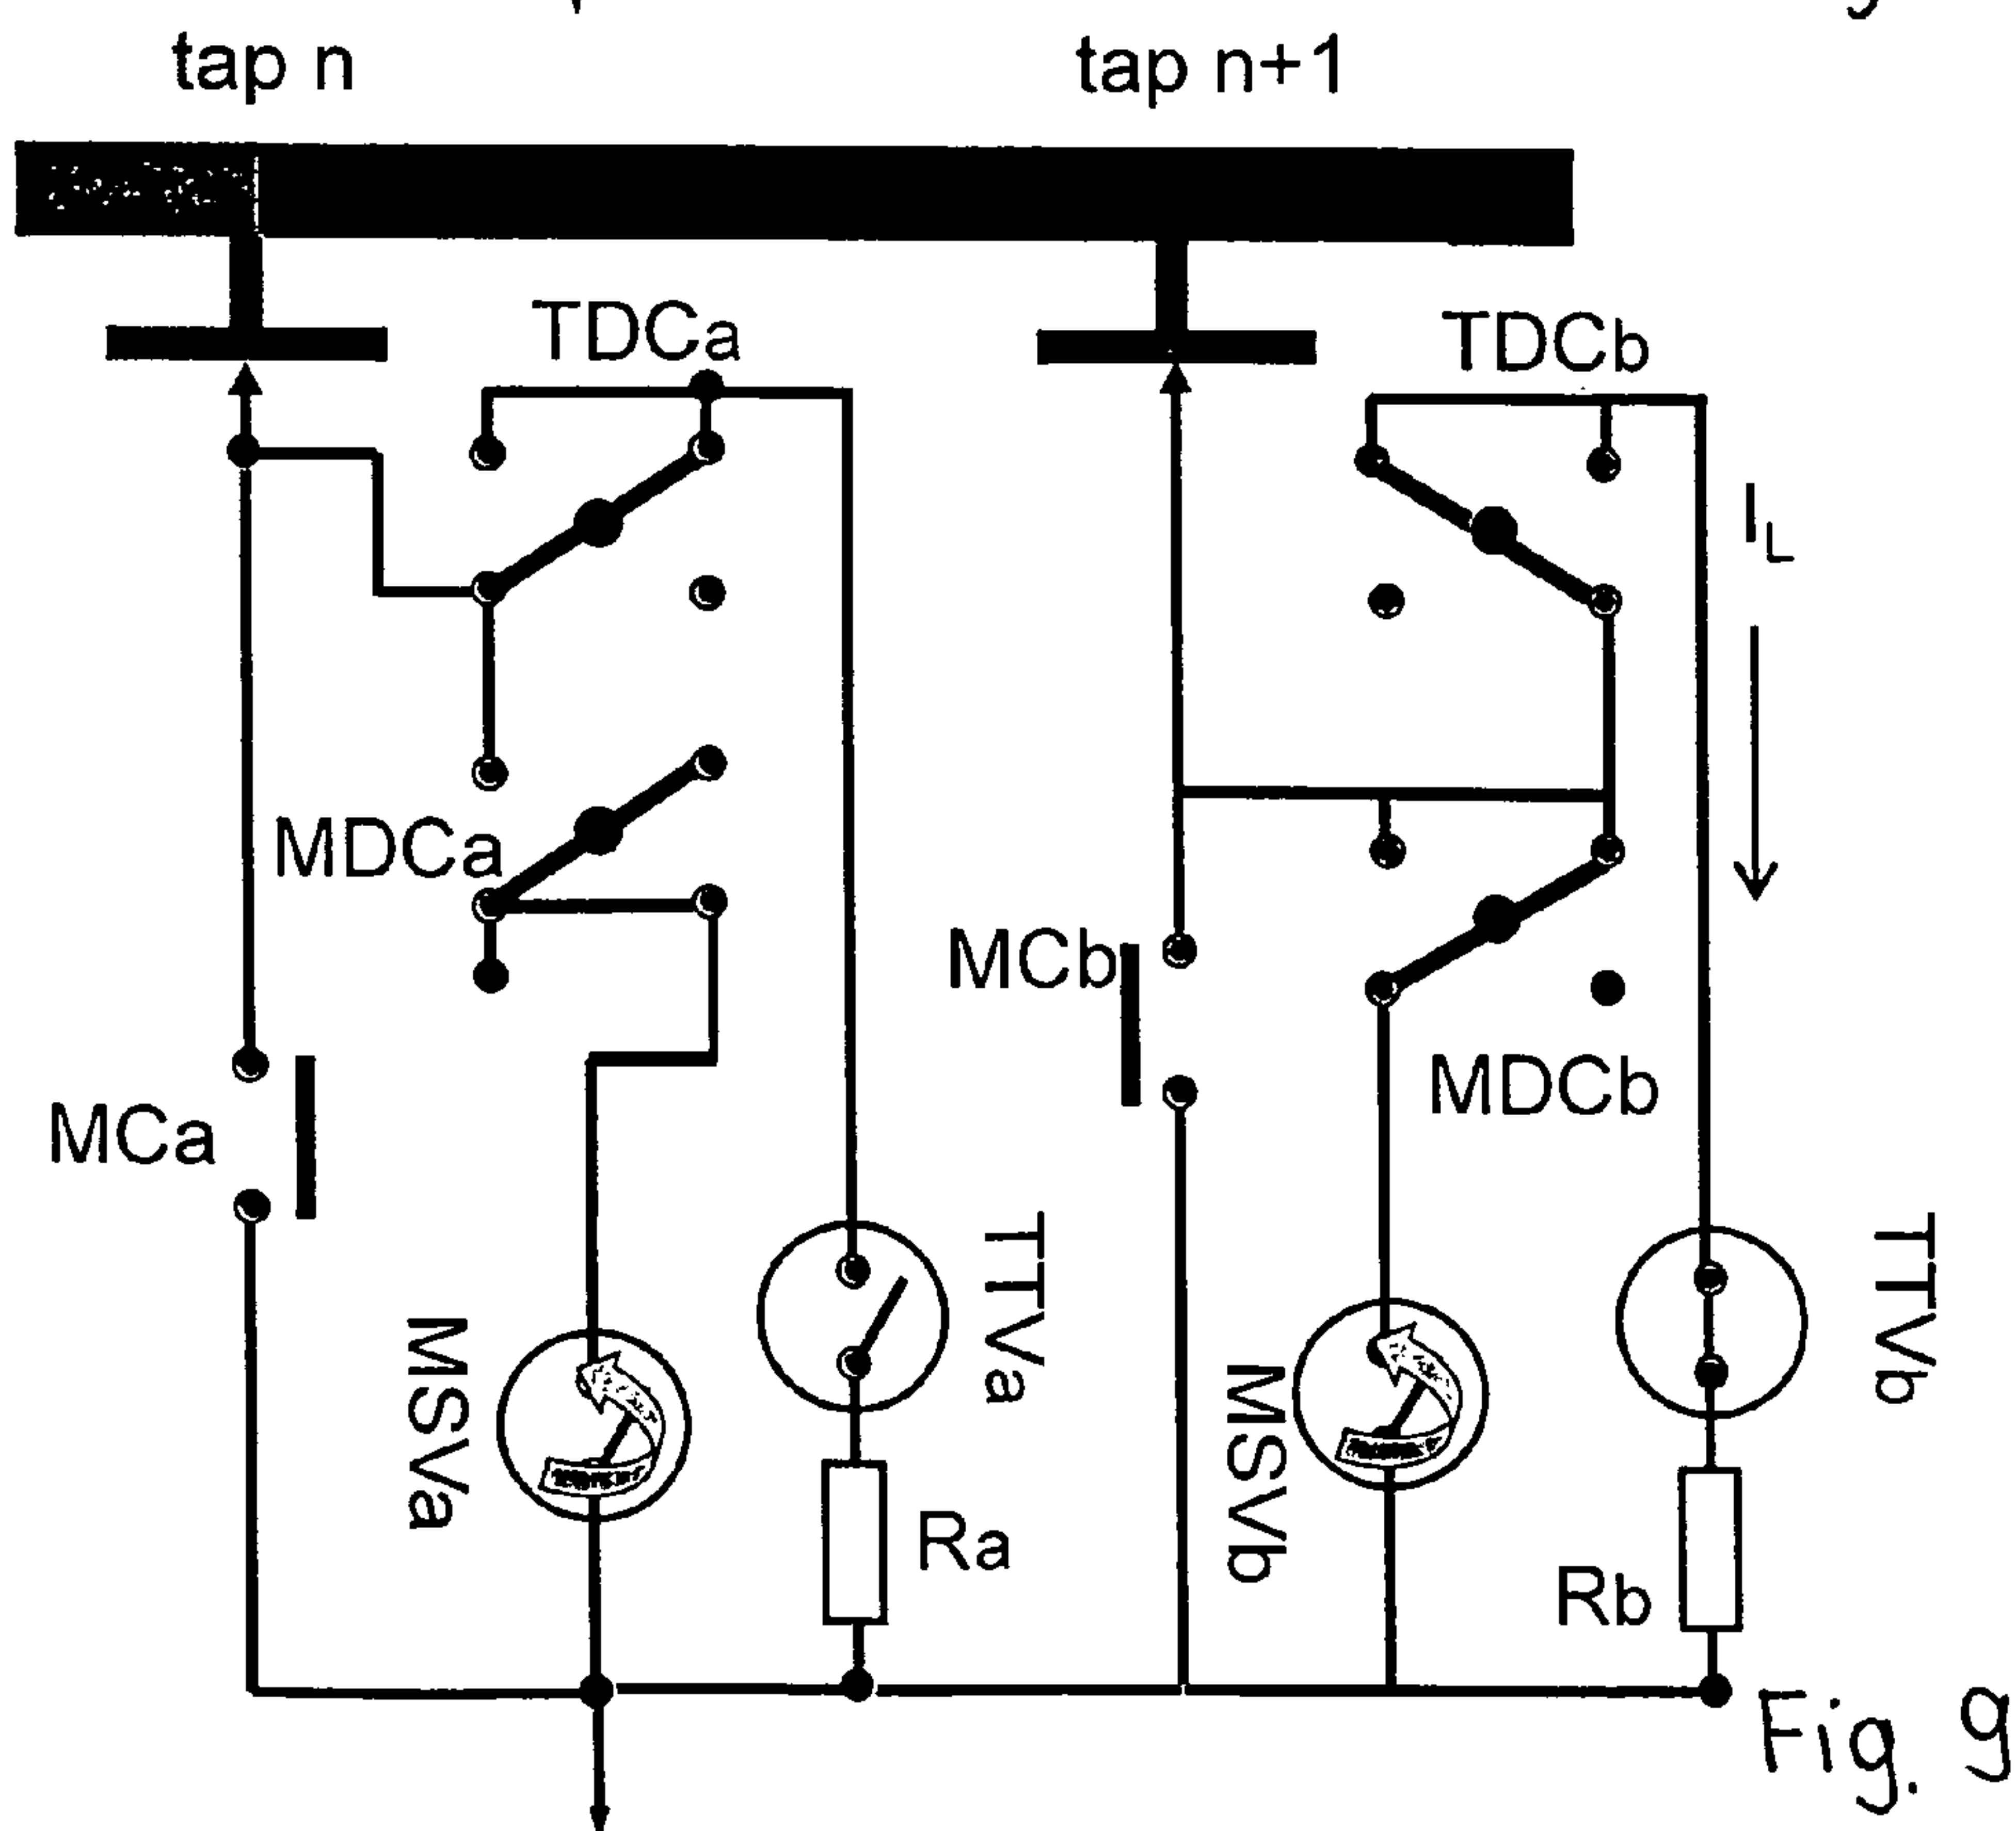 tap n
tap n+1
TDCa
TDCb
I_L
MDCa
MCb
MDCb
MCa
TTVa
TTVb
MSVa
MSVb
Ra
Rb
Fig. 9